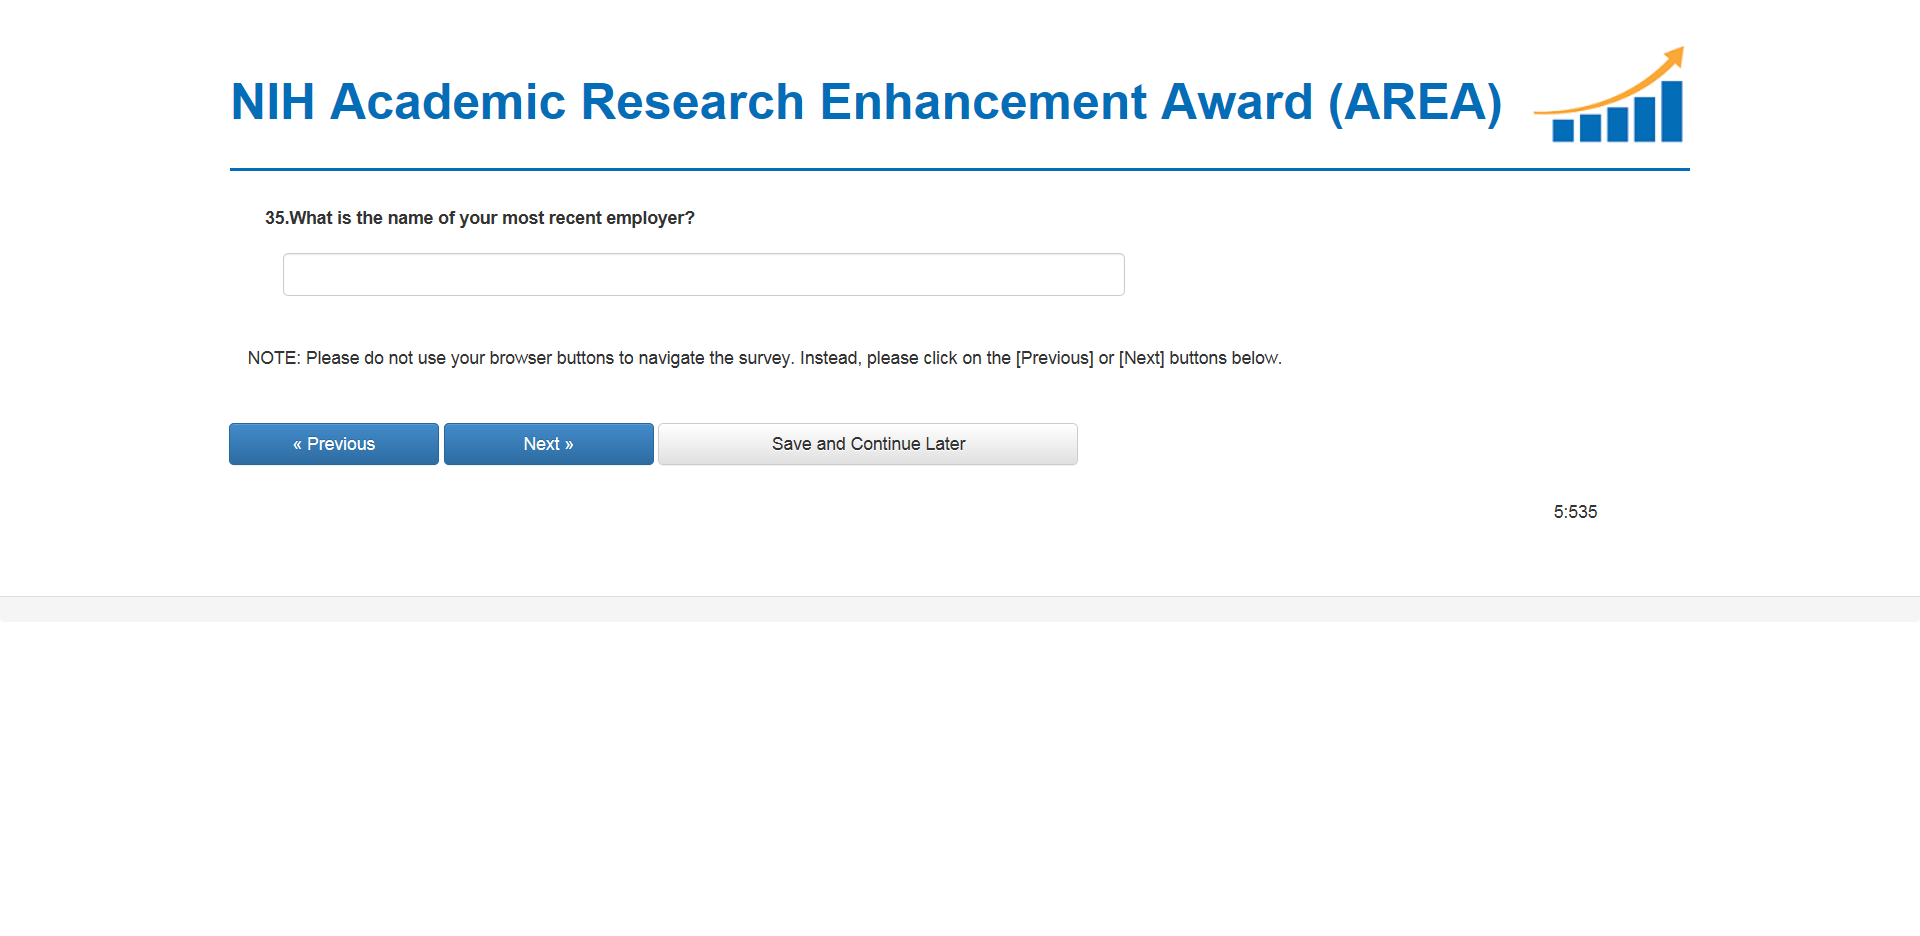 NIH Academic Research Enhancement Award (AREA)
35.What is the name of your most recent employer?
NOTE: Please do not use your browser buttons to navigate the survey. Instead, please click on the [Previous] or [Next] buttons below.
« Previous
Next »
Save and Continue Later
5:535